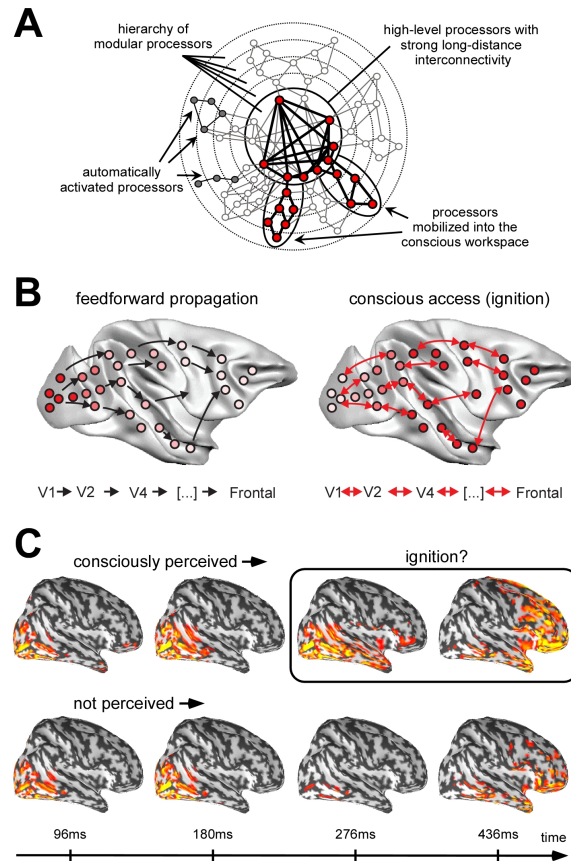 A
hierarchy of
modular processors
high-level processors with
strong long-distance
interconnectivity
automatically
activated processors
processors
mobilized into the
conscious workspace
B
feedforward propagation
conscious access (ignition)
V1 V2 V4 [...] Frontal
V1 V2 V4 [...] Frontal
C
consciously perceived
ignition?
not perceived
96ms 180ms 276ms 436ms time